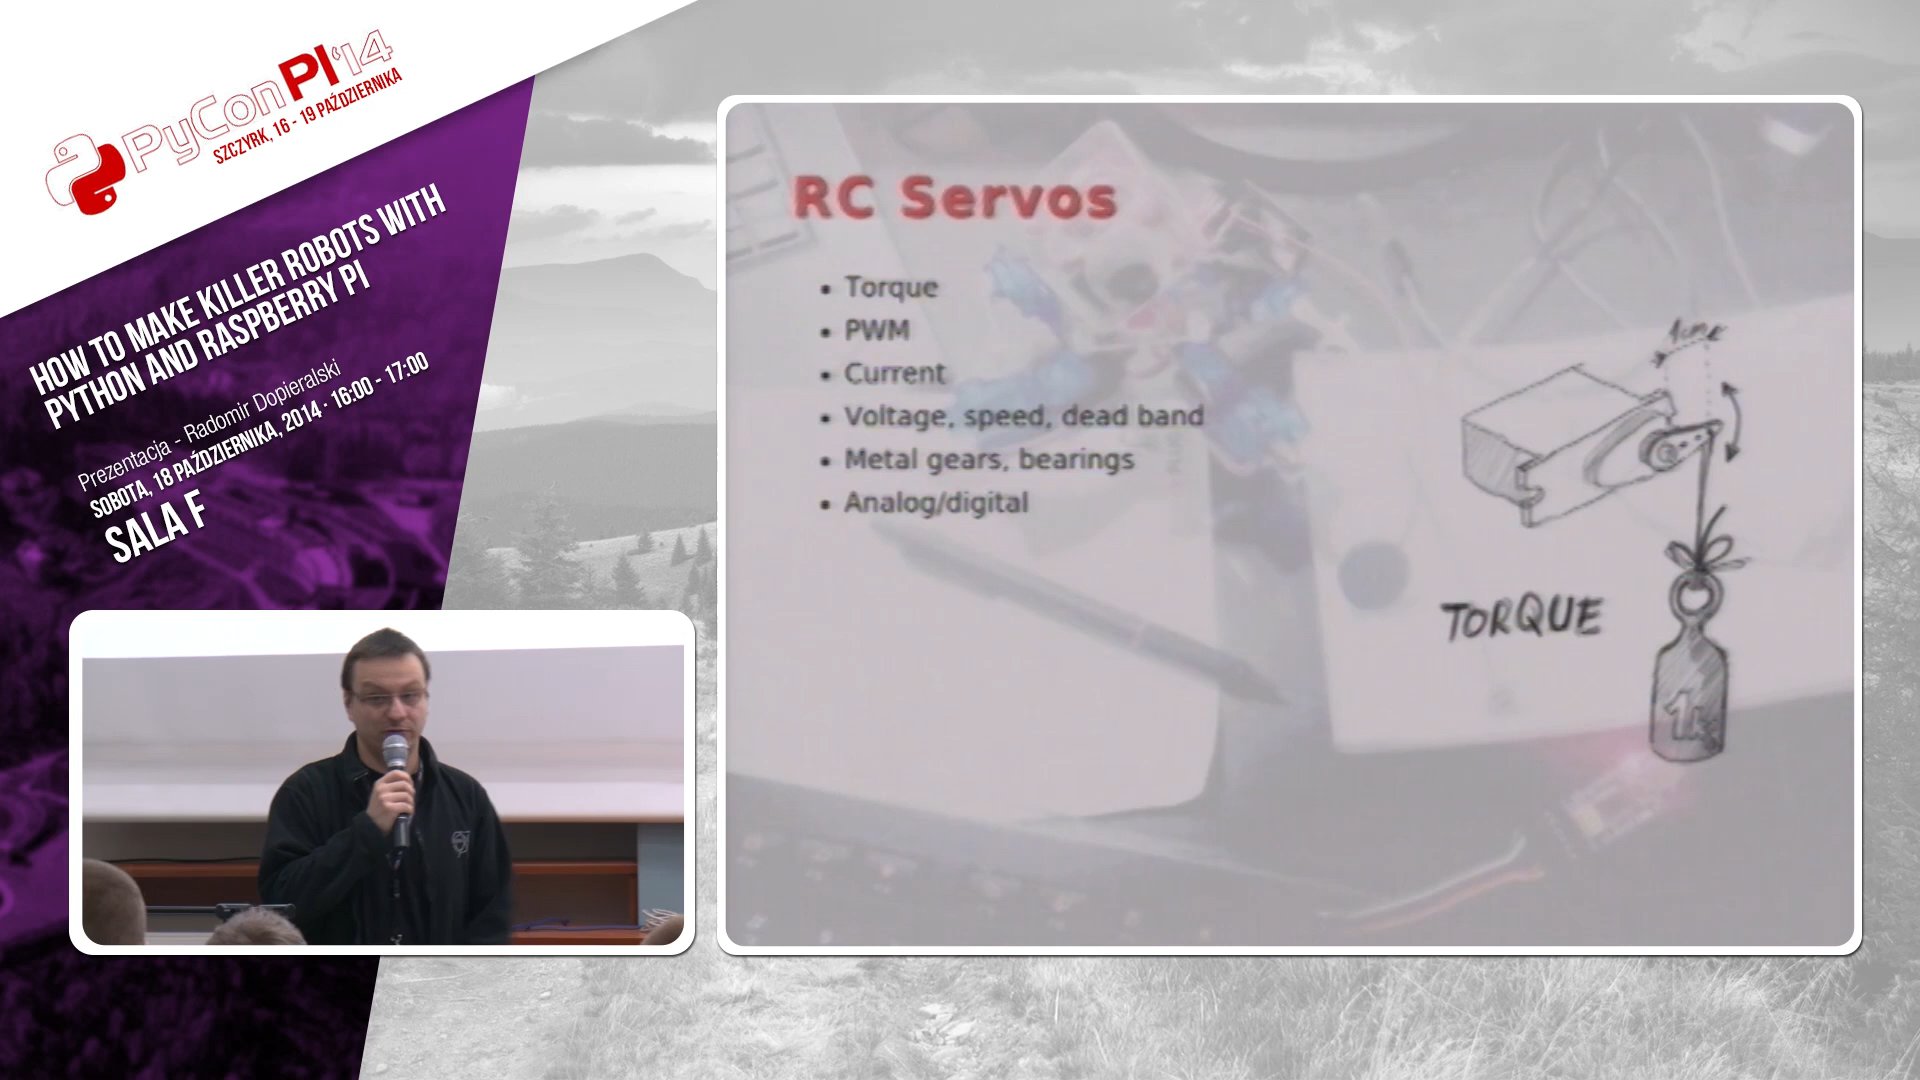 PyConPl'14
SZCZYRK, 16 - 19 PAŹDZIERNIKA
HOW TO MAKE KILLER ROBOTS WITH
PYTHON AND RASPBERRY PI
Prezentacja - Radomir Dopieralski
SOBOTA, 18 PAŹDZIERNIKA, 2014 · 16:00 - 17:00
SALA F
RC Servos
• Torque
• PWM
• Current
• Voltage, speed, dead band
• Metal gears, bearings
• Analog/digital
TORQUE